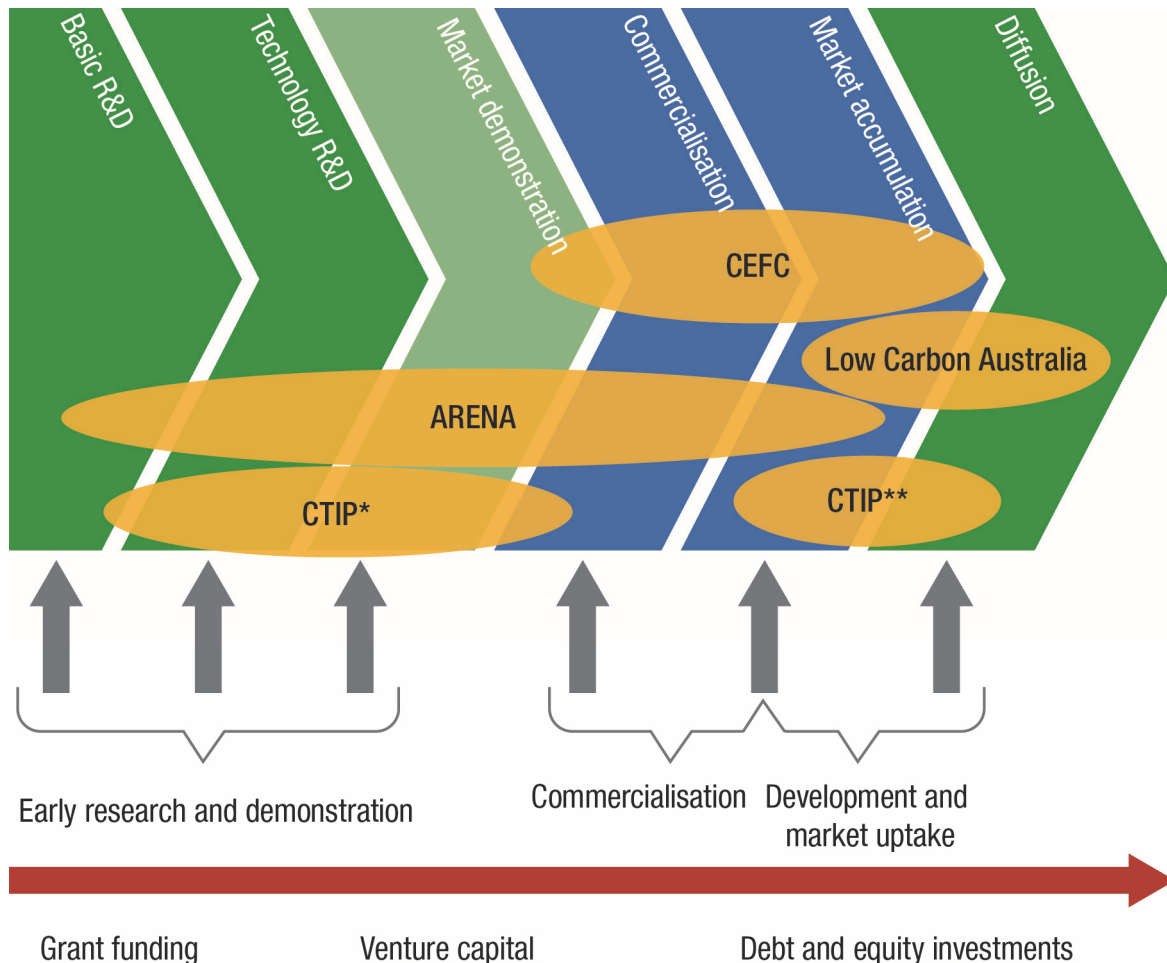 Basic R&D
Technology R&D
Market demonstration
Commercialisation
Market accumulation
Diffusion
CEFC
Low Carbon Australia
ARENA
CTIP*
CTIP**
Early research and demonstration
Commercialisation
Development and
market uptake
Grant funding
Venture capital
Debt and equity investments